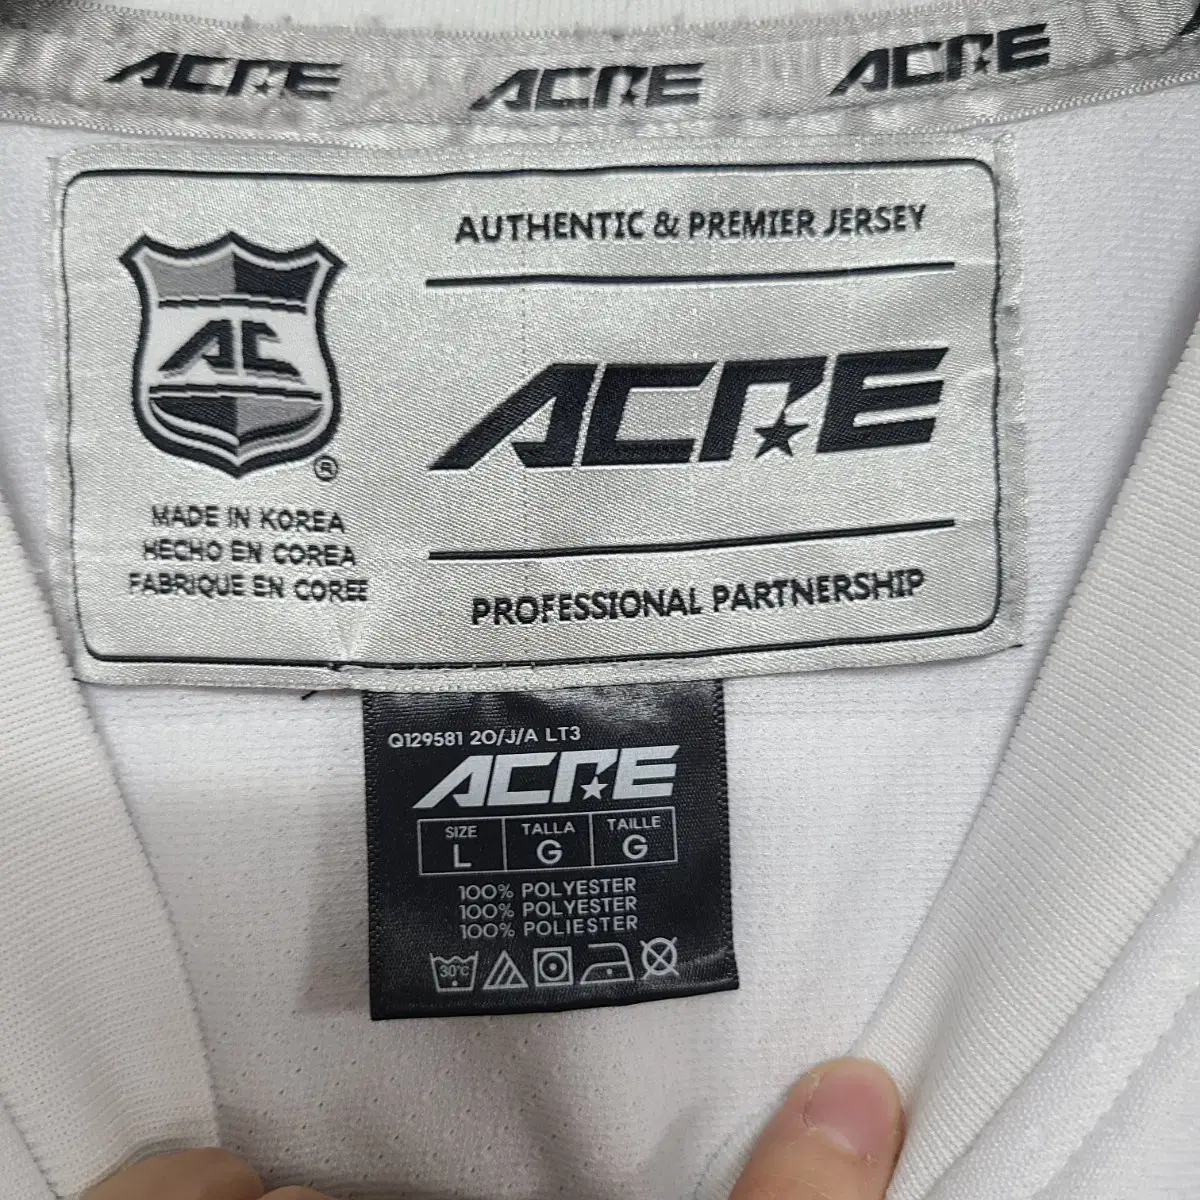 ACRE ACRE ACRE
AUTHENTIC & PREMIER JERSEY
AC
ACRE
®
MADE IN KOREA
HECHO EN COREA
FABRIQUE EN COREE
PROFESSIONAL PARTNERSHIP
Q129581 20/J/A LT3
ACRE
SIZE TALLA TAILLE
L G G
100% POLYESTER
100% POLYESTER
100% POLIESTER
30°C